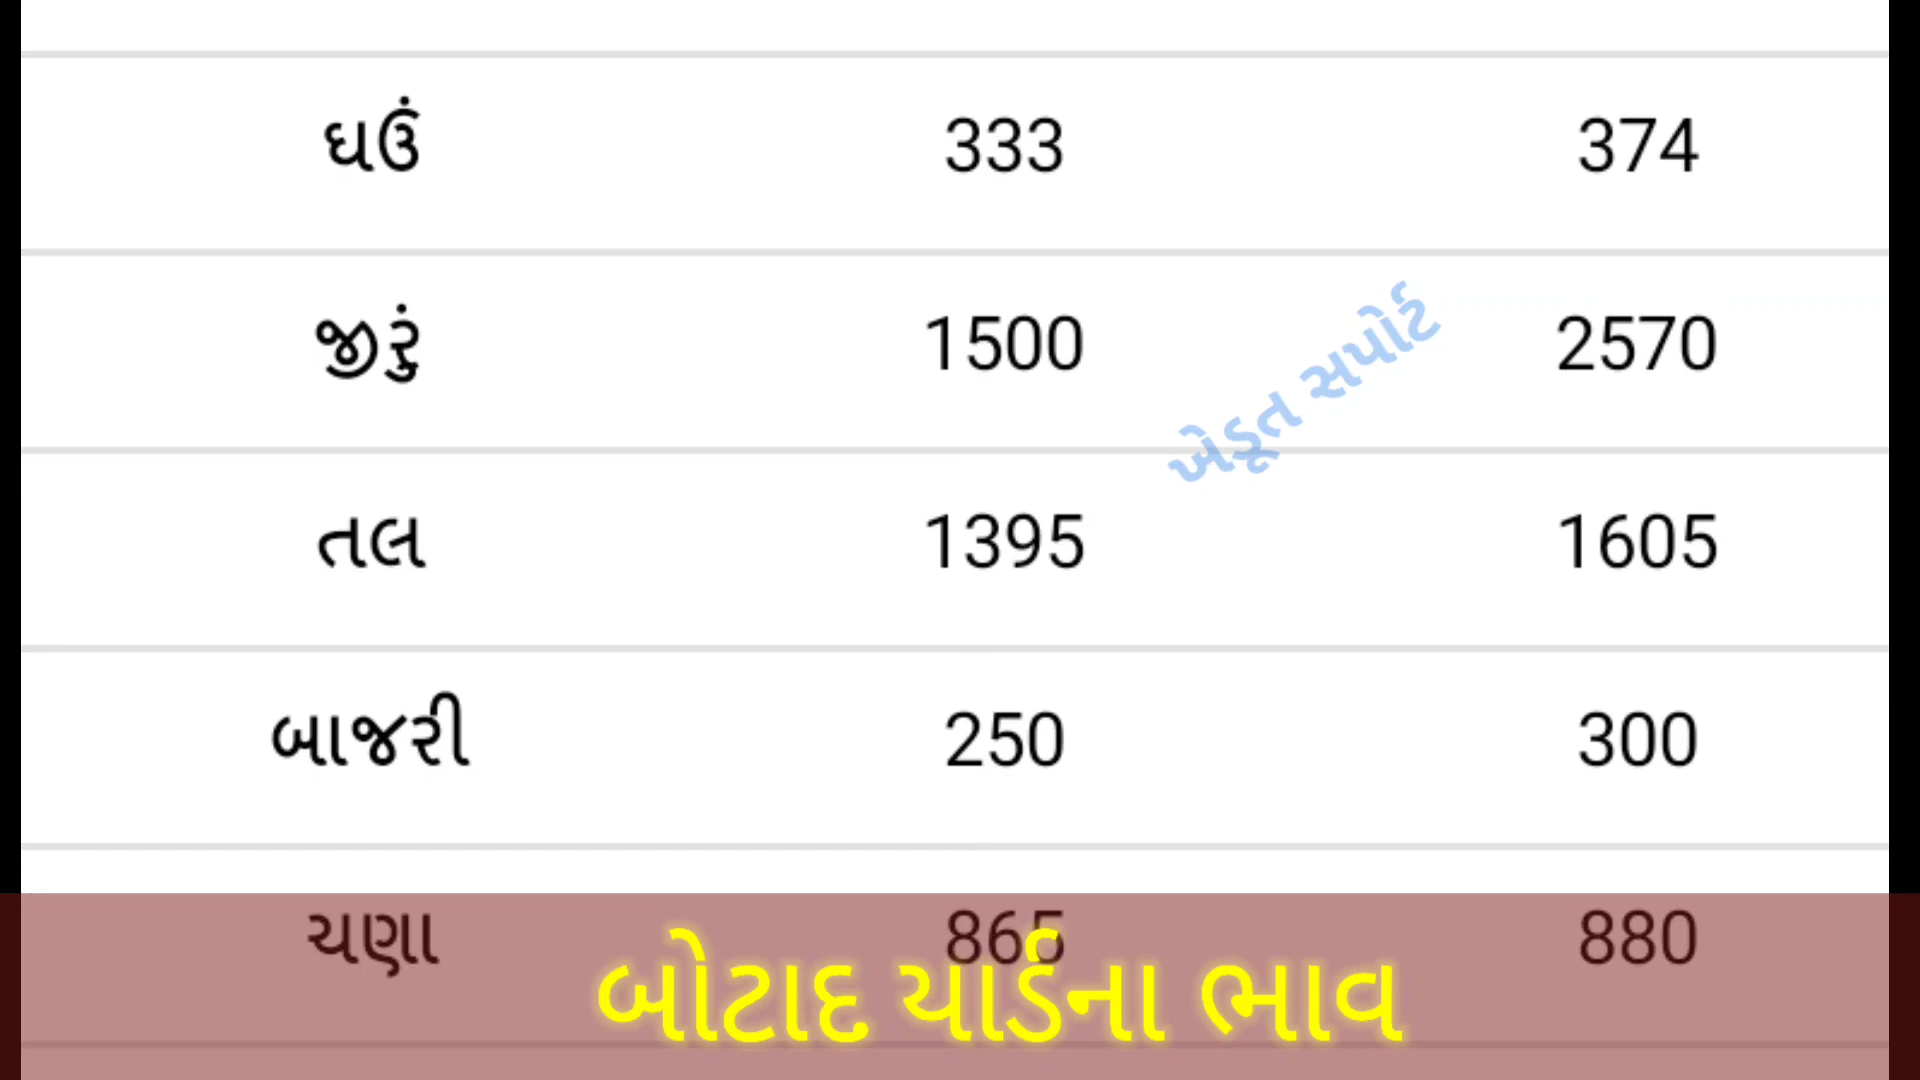 ઘઉં 333 374
જીરું 1500 2570
ખેડૂત સપોર્ટ
તલ 1395 1605
બાજરી 250 300
ચણા 865 880
બોટાદ યાર્ડના ભાવ